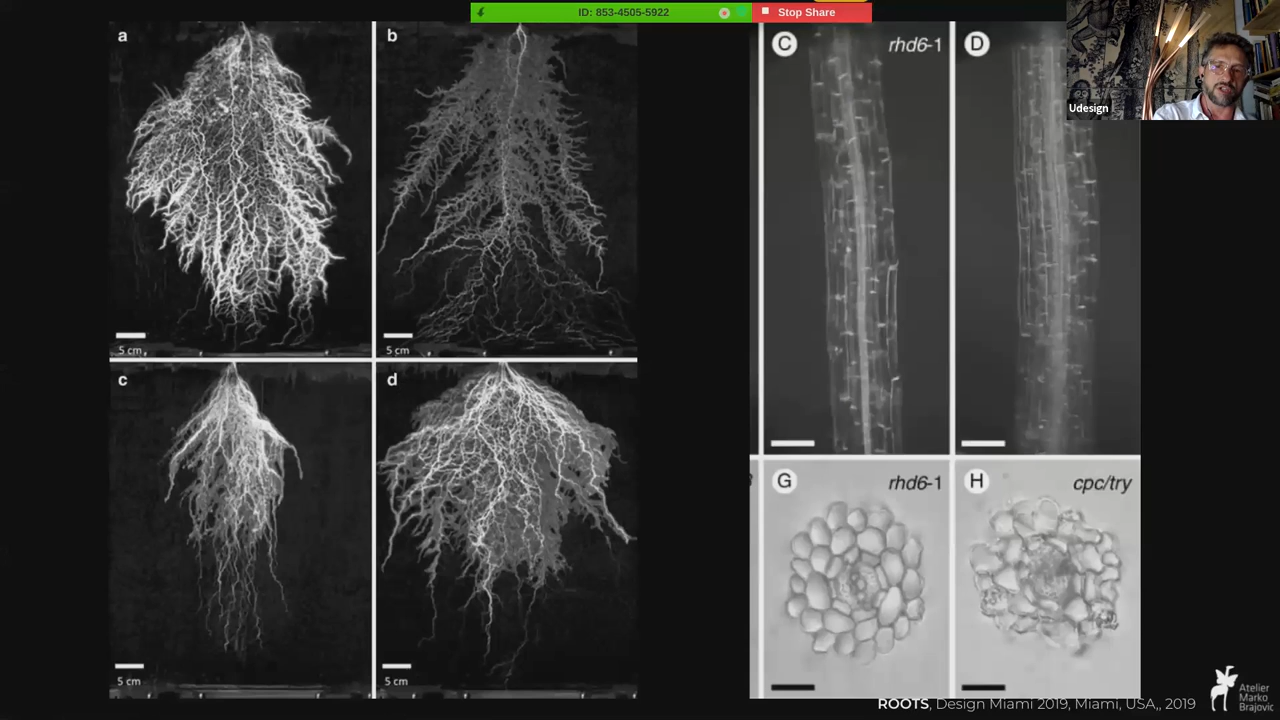 ID: 853-4505-5922
Stop Share
Udesign
a
b
5 cm
5 cm
c
d
5 cm
5 cm
C
rhd6-1
D
G
rhd6-1
H
cpc/try
ROOTS, Design Miami 2019, Miami, USA,, 2019
Atelier
Marko
Brajovic